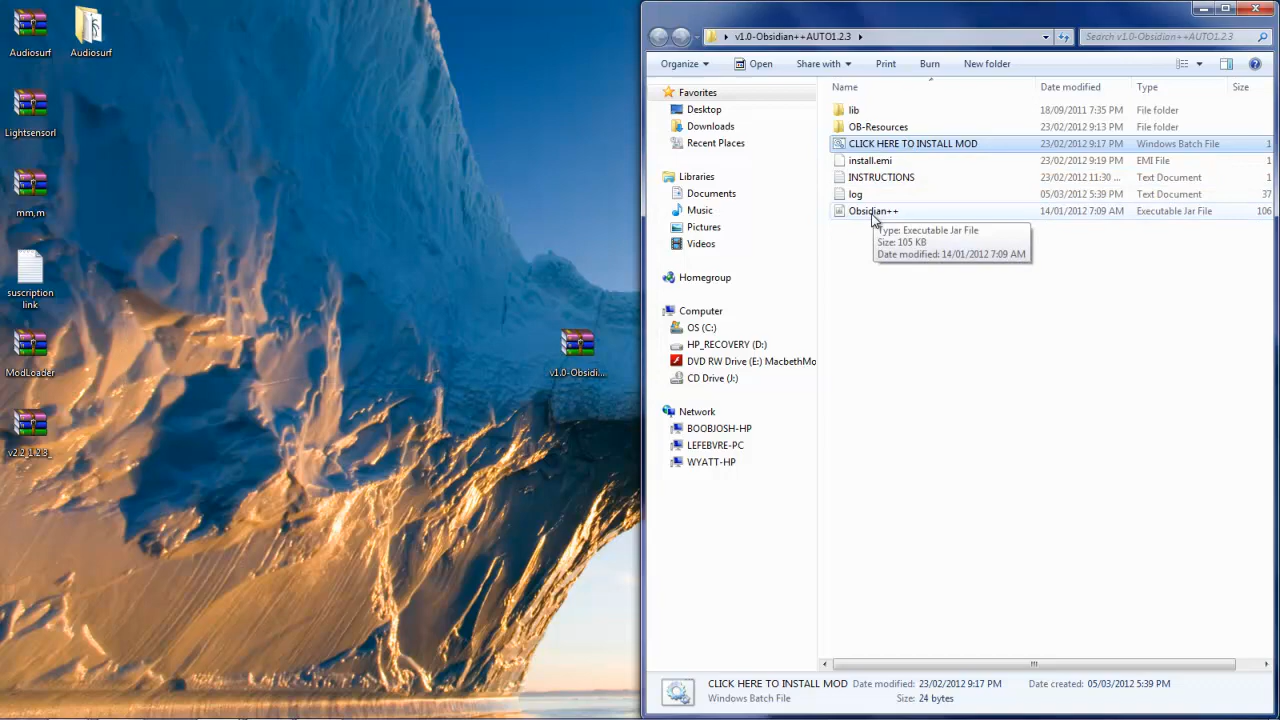 Audiosurf
Audiosurf
Lightsensorl
mm,m
suscription
link
ModLoader
v2.2_1.2.3_
v1.0-Obsidi...
v1.0-Obsidian++AUTO1.2.3
Search v1.0-Obsidian++AUTO1.2.3
Organize
Open
Share with
Print
Burn
New folder
Favorites
Desktop
Downloads
Recent Places
Libraries
Documents
Music
Pictures
Videos
Homegroup
Computer
OS (C:)
HP_RECOVERY (D:)
DVD RW Drive (E:) MacbethMo
CD Drive (J:)
Network
BOOBJOSH-HP
LEFEBVRE-PC
WYATT-HP
Name Date modified Type Size
lib 18/09/2011 7:35 PM File folder
OB-Resources 23/02/2012 9:13 PM File folder
CLICK HERE TO INSTALL MOD 23/02/2012 9:17 PM Windows Batch File 1
install.emi 23/02/2012 9:19 PM EMI File 1
INSTRUCTIONS 23/02/2012 11:30 ... Text Document 1
log 05/03/2012 5:39 PM Text Document 37
Obsidian++ 14/01/2012 7:09 AM Executable Jar File 106
Type: Executable Jar File
Size: 105 KB
Date modified: 14/01/2012 7:09 AM
CLICK HERE TO INSTALL MOD Date modified: 23/02/2012 9:17 PM Date created: 05/03/2012 5:39 PM
Windows Batch File Size: 24 bytes